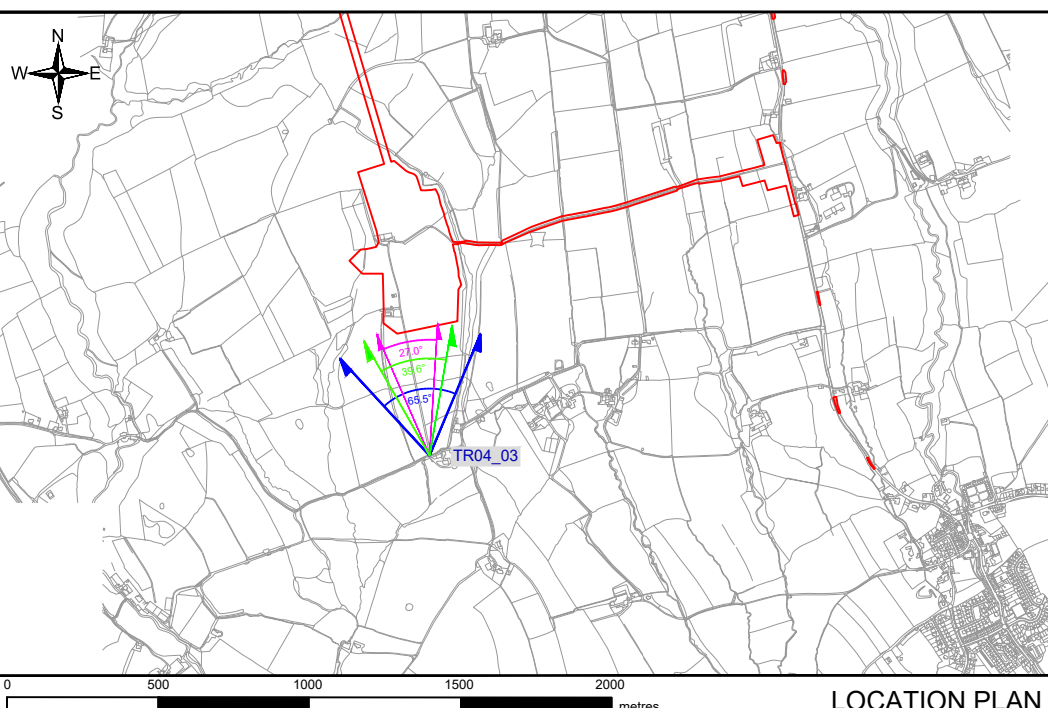 N
W E
S
27.0°
39.6°
65.5°
TR04_03
0 500 1000 1500 2000
metres
LOCATION PLAN